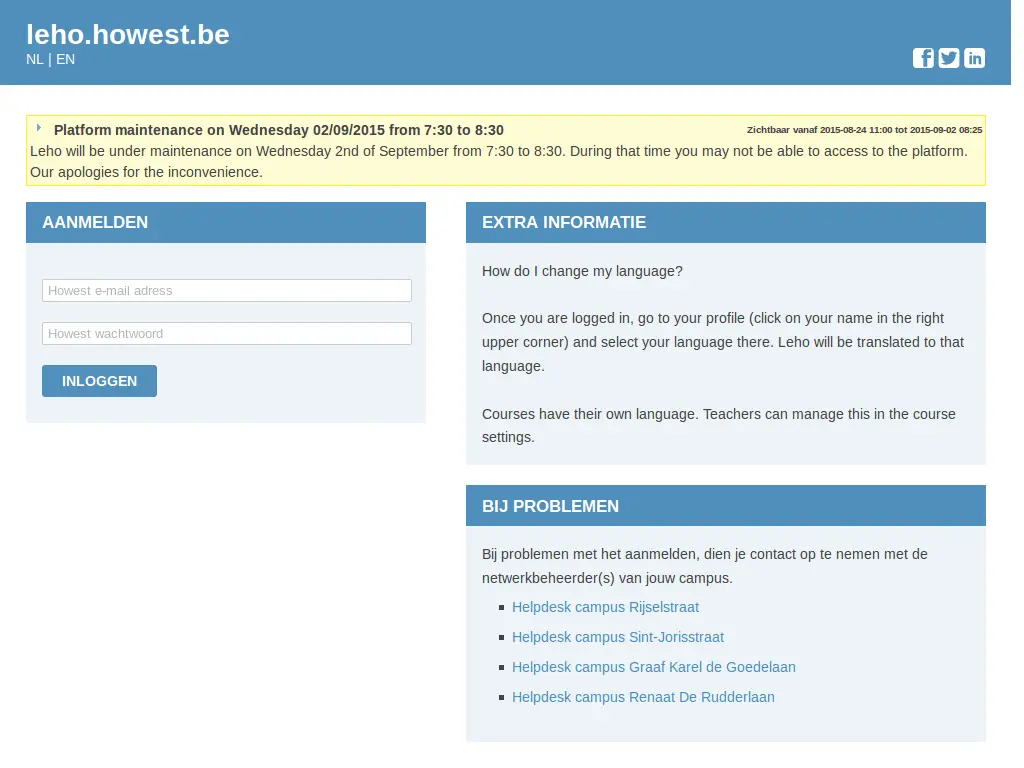 leho.howest.be
NL | EN
Platform maintenance on Wednesday 02/09/2015 from 7:30 to 8:30
Zichtbaar vanaf 2015-08-24 11:00 tot 2015-09-02 08:25
Leho will be under maintenance on Wednesday 2nd of September from 7:30 to 8:30. During that time you may not be able to access to the platform.
Our apologies for the inconvenience.
AANMELDEN
Howest e-mail adress
Howest wachtwoord
INLOGGEN
EXTRA INFORMATIE
How do I change my language?
Once you are logged in, go to your profile (click on your name in the right
upper corner) and select your language there. Leho will be translated to that
language.
Courses have their own language. Teachers can manage this in the course
settings.
BIJ PROBLEMEN
Bij problemen met het aanmelden, dien je contact op te nemen met de
netwerkbeheerder(s) van jouw campus.
Helpdesk campus Rijselstraat
Helpdesk campus Sint-Jorisstraat
Helpdesk campus Graaf Karel de Goedelaan
Helpdesk campus Renaat De Rudderlaan